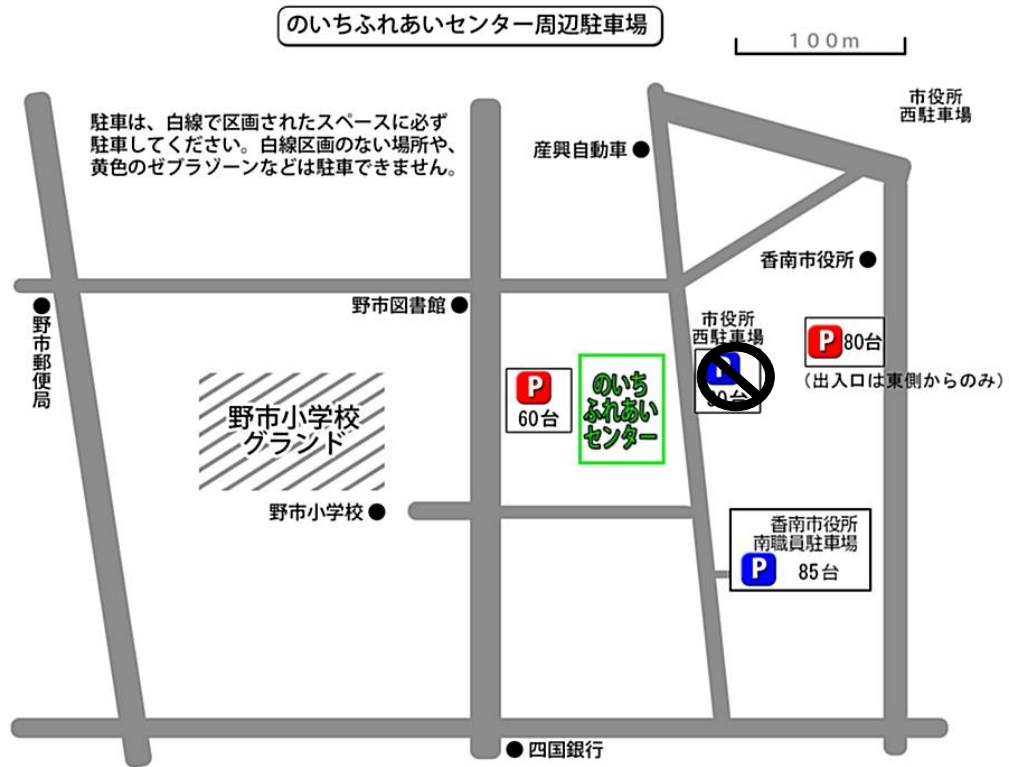 のいちふれあいセンター周辺駐車場
100m
市役所
西駐車場
駐車は、白線で区画されたスペースに必ず
駐車してください。白線区画のない場所や、
黄色のゼブラゾーンなどは駐車できません。
産興自動車
香南市役所
野市図書館
野市郵便局
市役所
西駐車場
P 80台
(出入口は東側からのみ)
P
60台
のいち
ふれあい
センター
野市小学校
グランド
野市小学校
香南市役所
南職員駐車場
P 85台
四国銀行